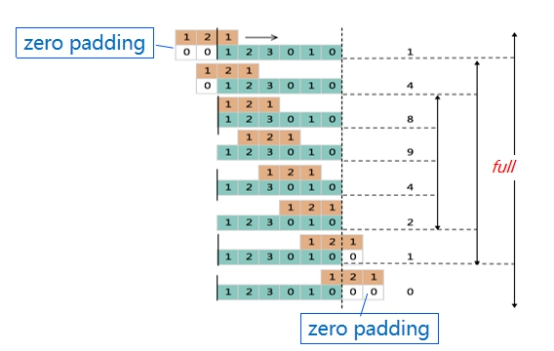 1 2 1
zero padding
0 0 1 2 3 0 1 0 1
1 2 1
0 1 2 3 0 1 0 4
1 2 1
1 2 3 0 1 0 8
1 2 1
1 2 3 0 1 0 9
full
1 2 1
1 2 3 0 1 0 4
1 2 1
1 2 3 0 1 0 2
1 2 1
1 2 3 0 1 0 0 1
1 2 1
1 2 3 0 1 0 0 0 0
zero padding